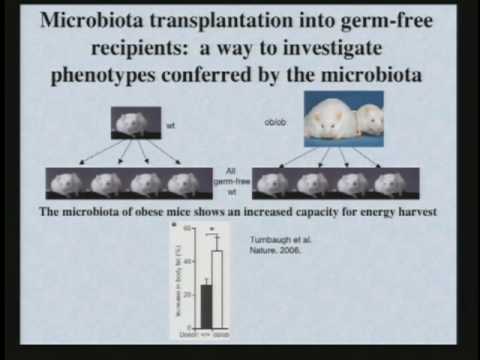 Microbiota transplantation into germ-free
recipients: a way to investigate
phenotypes conferred by the microbiota
wt
ob/ob
All
germ-free
wt
The microbiota of obese mice shows an increased capacity for energy harvest
Turnbaugh et al.
Nature, 2006.
60
*
40
20
0
Increase in body fat (%)
Donor: +/+ ob/ob